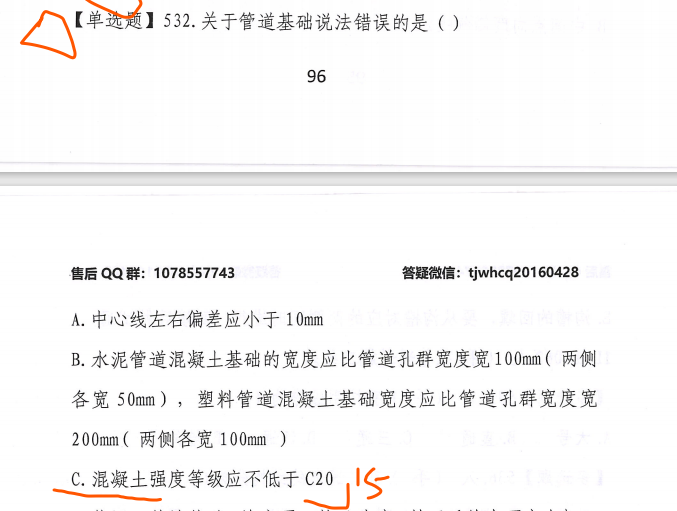 【单选题】532.关于管道基础说法错误的是（）
96
售后 QQ 群：1078557743 答疑微信：tjwhcq20160428
A.中心线左右偏差应小于 10mm
B.水泥管道混凝土基础的宽度应比管道孔群宽度宽100mm（两侧
各宽 50mm），塑料管道混凝土基础宽度应比管道孔群宽度宽
200mm（两侧各宽 100mm ）
C.混凝土强度等级应不低于 C20 15